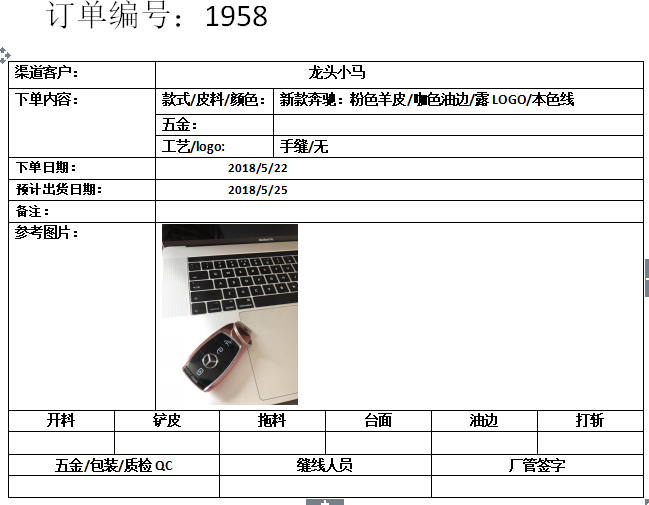 订单编号：1958
渠道客户： 龙头小马
下单内容： 款式/皮料/颜色： 新款奔驰：粉色羊皮/咖色油边/露 LOGO/本色线
五金：
工艺/logo: 手缝/无
下单日期： 2018/5/22
预计出货日期： 2018/5/25
备注：
参考图片：
开料 铲皮 拖料 台面 油边 打斩
五金/包装/质检 QC 缝线人员 厂管签字